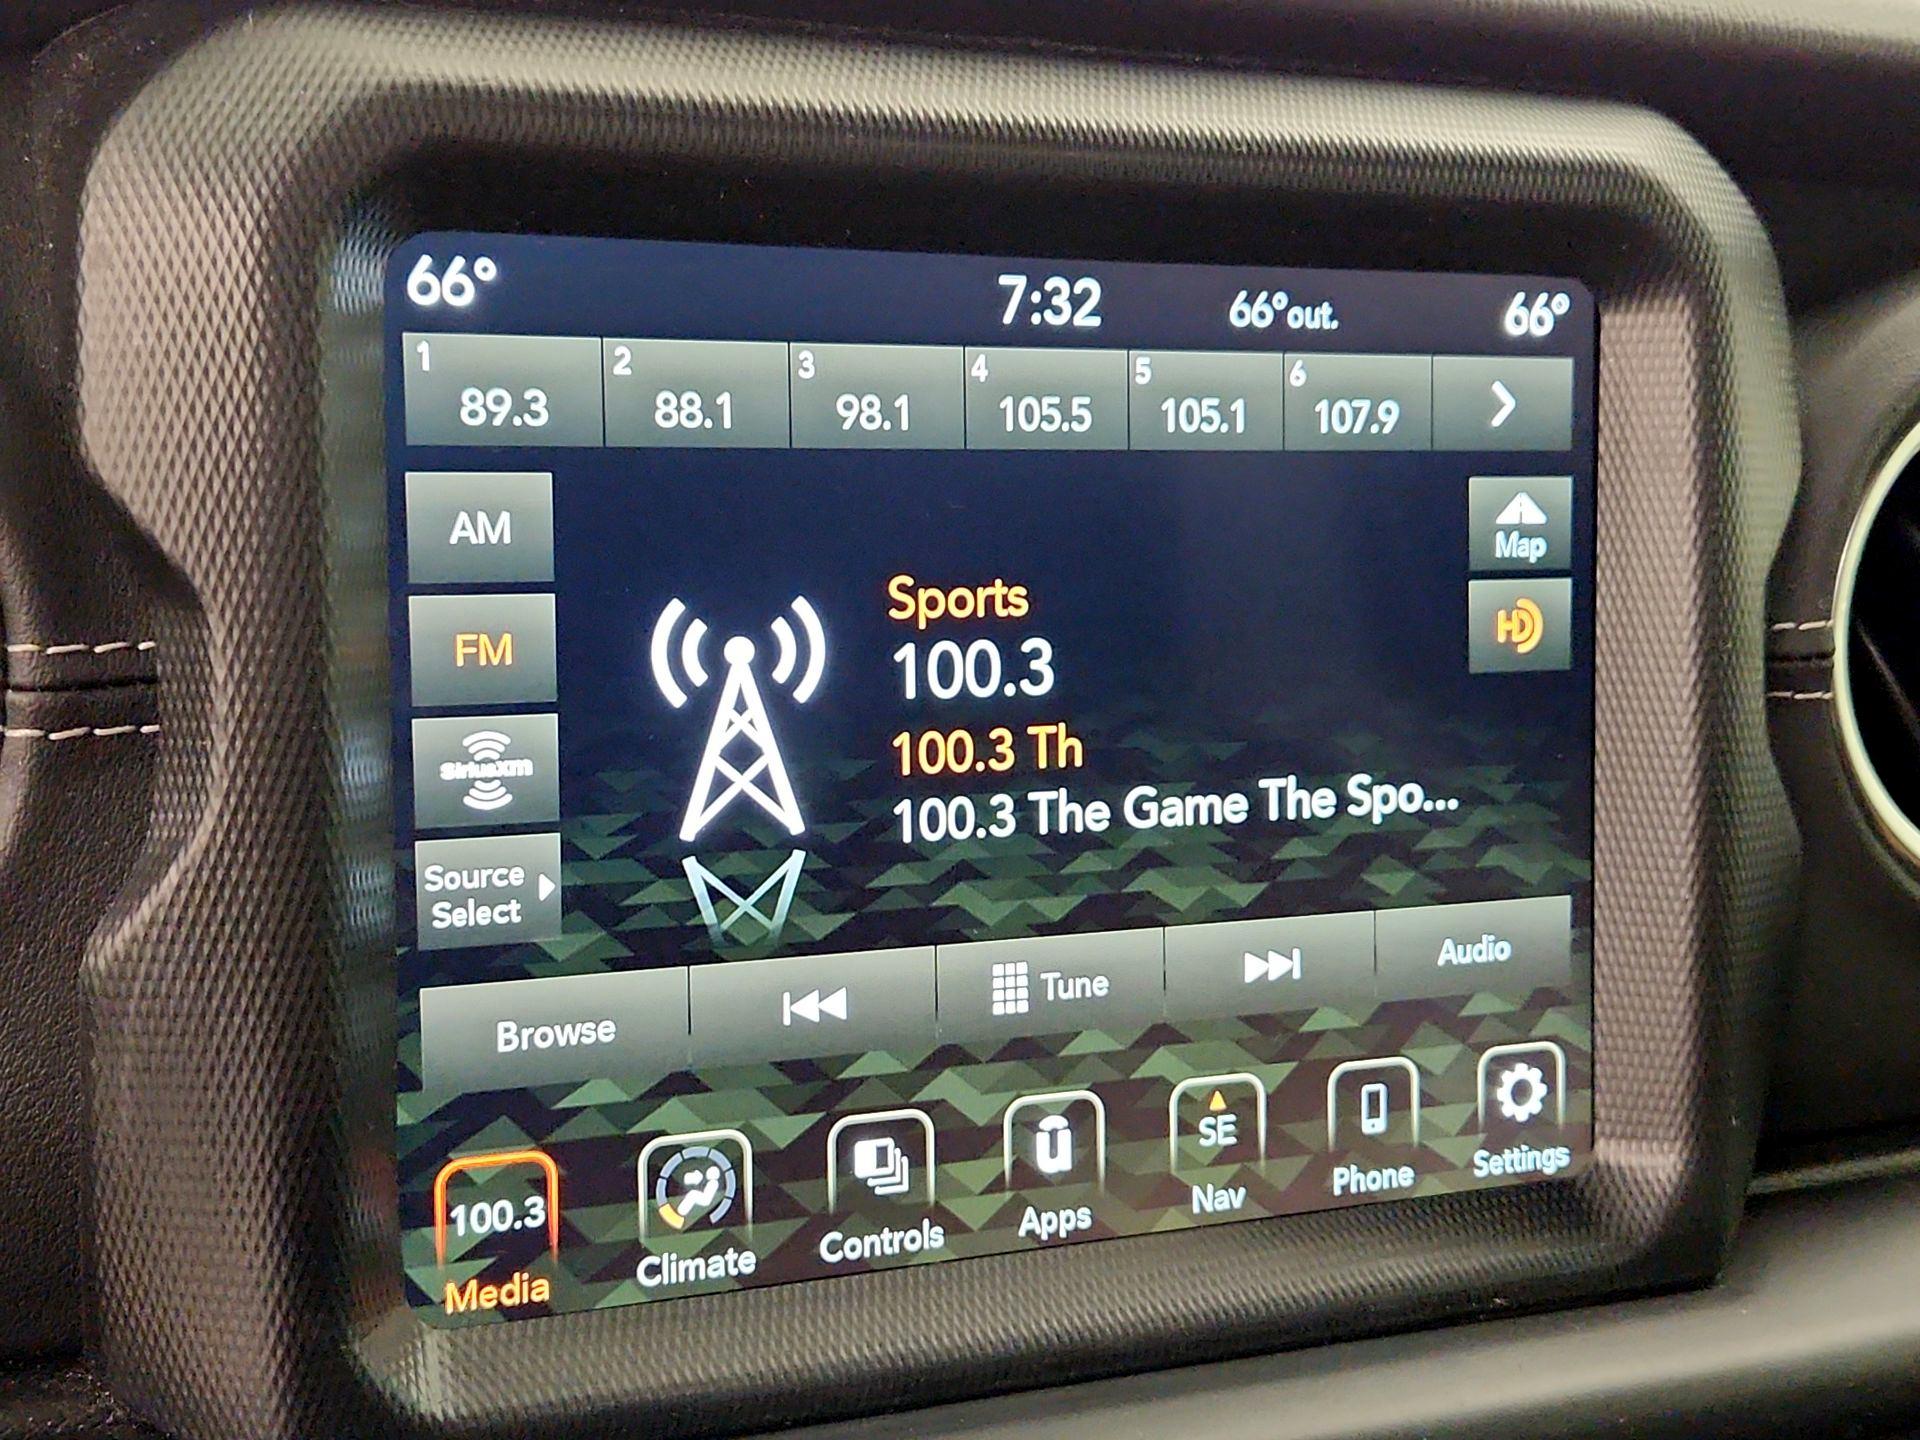 66° 7:32 66°out. 66°
1 2 3 4 5 6
89.3 88.1 98.1 105.5 105.1 107.9
AM
Map
FM
HD
Sports
100.3
100.3 Th
100.3 The Game The Spo...
SiriusXM
Source
Select
Browse Tune Audio
100.3 SE
Media Climate Controls Apps Nav Phone Settings